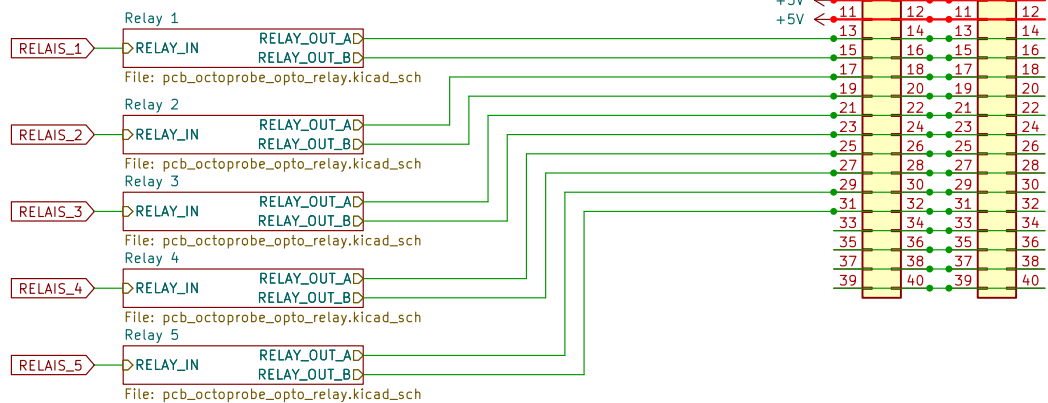 +5V
+5V
11 12 11 12
Relay 1
RELAIS_1 RELAY_IN RELAY_OUT_A 13 14 13 14
RELAY_OUT_B 15 16 15 16
File: pcb_octoprobe_opto_relay.kicad_sch 17 18 17 18
Relay 2 19 20 19 20
RELAIS_2 RELAY_IN RELAY_OUT_A 21 22 21 22
RELAY_OUT_B 23 24 23 24
File: pcb_octoprobe_opto_relay.kicad_sch 25 26 25 26
Relay 3 27 28 27 28
RELAIS_3 RELAY_IN RELAY_OUT_A 29 30 29 30
RELAY_OUT_B 31 32 31 32
File: pcb_octoprobe_opto_relay.kicad_sch 33 34 33 34
Relay 4 35 36 35 36
RELAIS_4 RELAY_IN RELAY_OUT_A 37 38 37 38
RELAY_OUT_B 39 40 39 40
File: pcb_octoprobe_opto_relay.kicad_sch
Relay 5
RELAIS_5 RELAY_IN RELAY_OUT_A
RELAY_OUT_B
File: pcb_octoprobe_opto_relay.kicad_sch